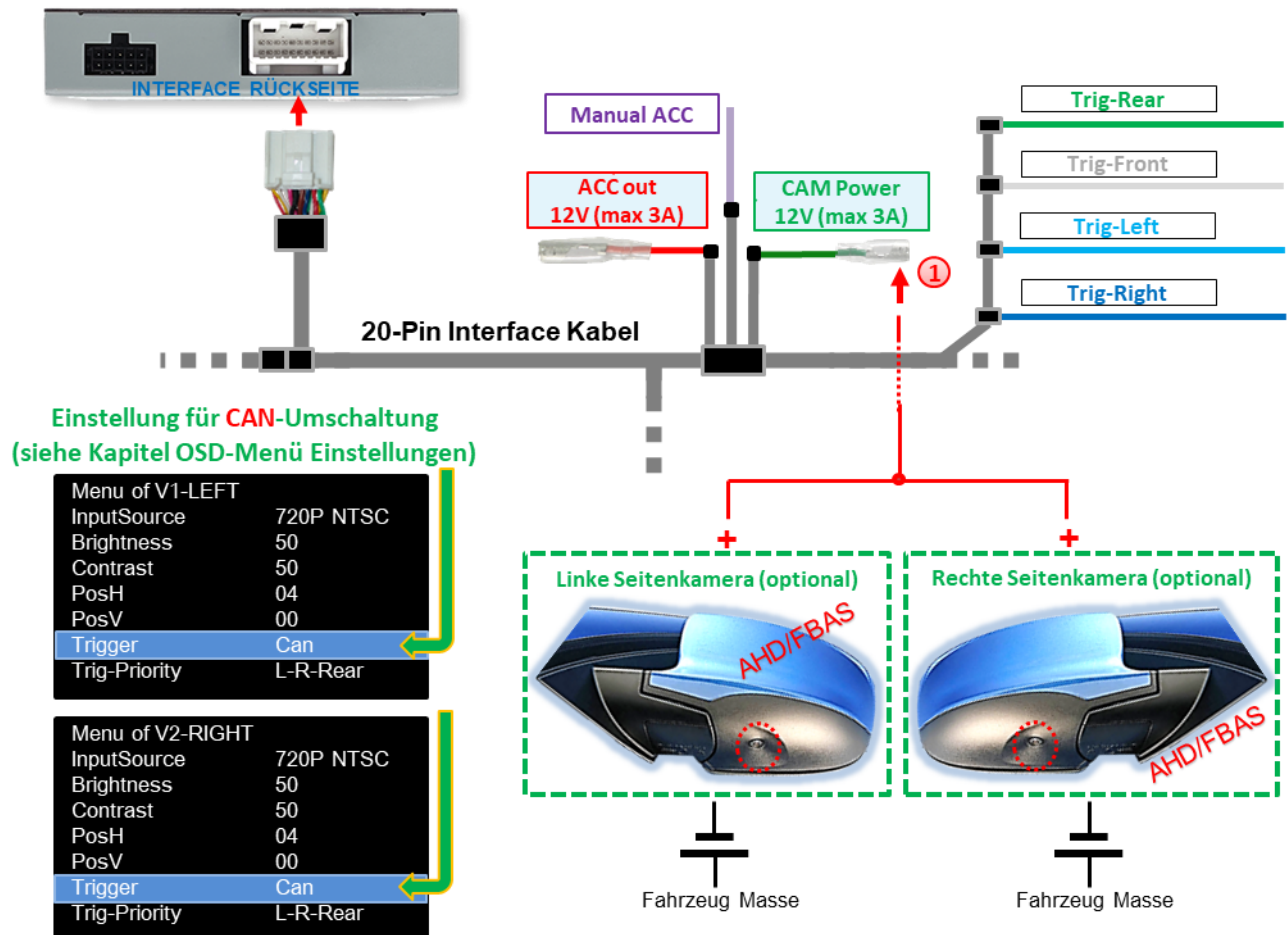 INTERFACE RÜCKSEITE
Manual ACC
ACC out
12V (max 3A)
CAM Power
12V (max 3A)
Trig-Rear
Trig-Front
Trig-Left
Trig-Right
1
20-Pin Interface Kabel
Einstellung für CAN-Umschaltung
(siehe Kapitel OSD-Menü Einstellungen)
Menu of V1-LEFT
InputSource 720P NTSC
Brightness 50
Contrast 50
PosH 04
PosV 00
Trigger Can
Trig-Priority L-R-Rear
Menu of V2-RIGHT
InputSource 720P NTSC
Brightness 50
Contrast 50
PosH 04
PosV 00
Trigger Can
Trig-Priority L-R-Rear
+
+
Linke Seitenkamera (optional)
AHD/FBAS
Rechte Seitenkamera (optional)
AHD/FBAS
Fahrzeug Masse
Fahrzeug Masse